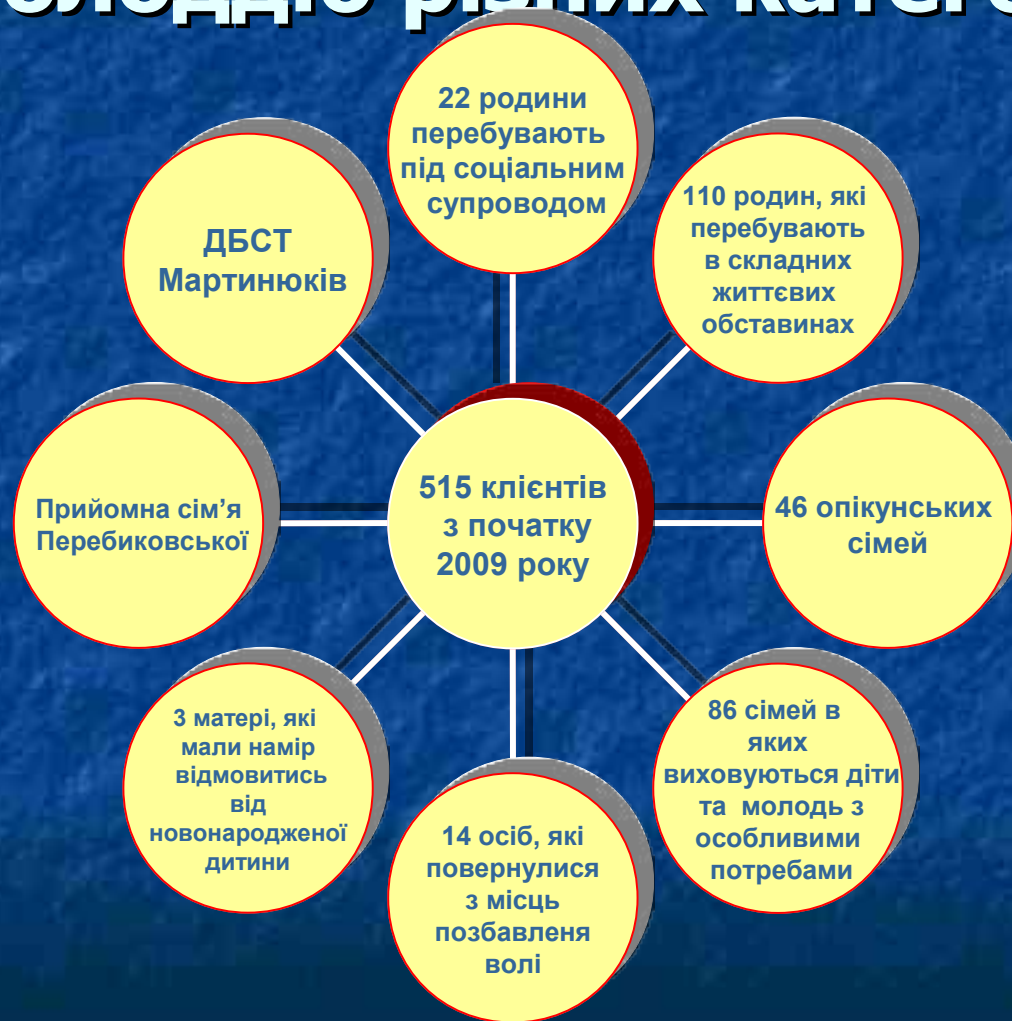 різних
22 родини
перебувають
під соціальним
супроводом
110 родин, які
перебувають
в складних
життєвих
обставинах
46 опікунських
сімей
86 сімей в
яких
виховуються діти
та молодь з
особливими
потребами
14 осіб, які
повернулися
з місць
позбавленя
волі
3 матері, які
мали намір
відмовитись
від
новонародженої
дитини
Прийомна сім’я
Перебиковської
ДБСТ
Мартинюків
515 клієнтів
з початку
2009 року